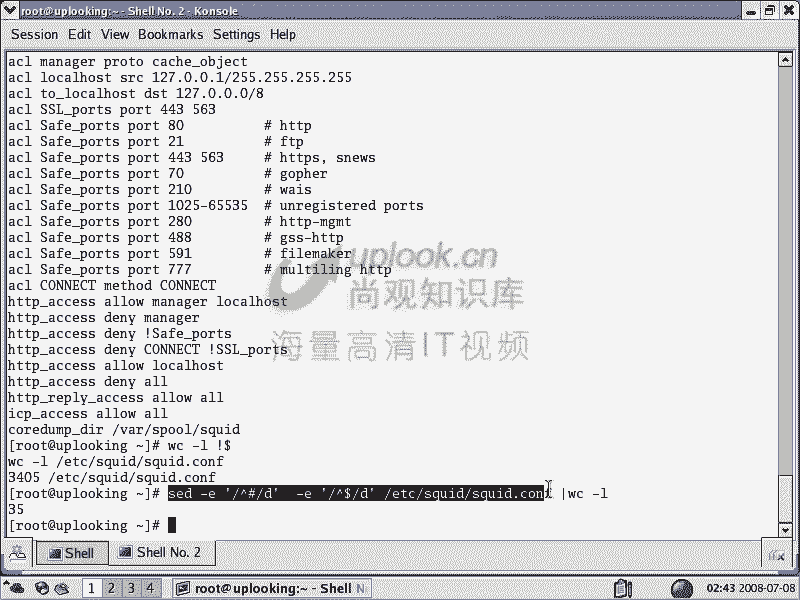 root@uplooking:~ - Shell No. 2 - Konsole
Session Edit View Bookmarks Settings Help
acl manager proto cache_object
acl localhost src 127.0.0.1/255.255.255.255
acl to_localhost dst 127.0.0.0/8
acl SSL_ports port 443 563
acl Safe_ports port 80          # http
acl Safe_ports port 21          # ftp
acl Safe_ports port 443 563     # https, snews
acl Safe_ports port 70          # gopher
acl Safe_ports port 210         # wais
acl Safe_ports port 1025-65535  # unregistered ports
acl Safe_ports port 280         # http-mgmt
acl Safe_ports port 488         # gss-http
acl Safe_ports port 591         # filemaker
acl Safe_ports port 777         # multiling http
acl CONNECT method CONNECT
http_access allow manager localhost
http_access deny manager
http_access deny !Safe_ports
http_access deny CONNECT !SSL_ports
http_access allow localhost
http_access deny all
http_reply_access allow all
icp_access allow all
coredump_dir /var/spool/squid
[root@uplooking ~]# wc -l !$
wc -l /etc/squid/squid.conf
3405 /etc/squid/squid.conf
[root@uplooking ~]# sed -e '/^#/d'  -e '/^$/d' /etc/squid/squid.conf |wc -l
35
[root@uplooking ~]#
uplook.cn
尚观知识库
海量高清IT视频
Shell
Shell No. 2
1 2 3 4
root@uplooking:~ - Shell N
02:43 2008-07-08